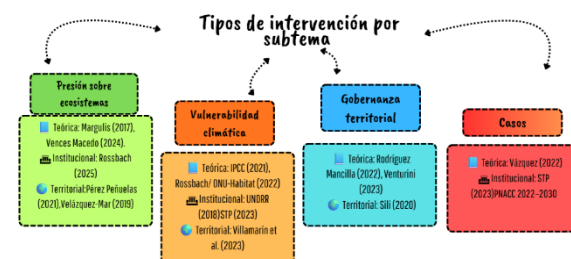 Tipos de intervención por
subtema
Presión sobre
ecosistemas
📘 Teórica: Margulis (2017),
Vences Macedo (2024).
🏛 Institucional: Rossbach
(2025)
🌍 Territorial:Pérez Peñuelas
(2021),Velázquez-Mar (2019)
Vulnerabilidad
climática
📘 Teórica: IPCC (2021),
Rossbach/ ONU-Habitat (2022)
🏛 Institucional: UNDRR
(2018)STP (2023)
🌍 Territorial: Villamarin et
al. (2023)
Gobernanza
territorial
📘 Teórica: Rodríguez
Mancilla (2022), Venturini
(2023)
🌍 Territorial: Sili (2020)
Casos
📘 Teórica: Vázquez (2022)
🏛 Institucional: STP
(2023)PNACC 2022-2030